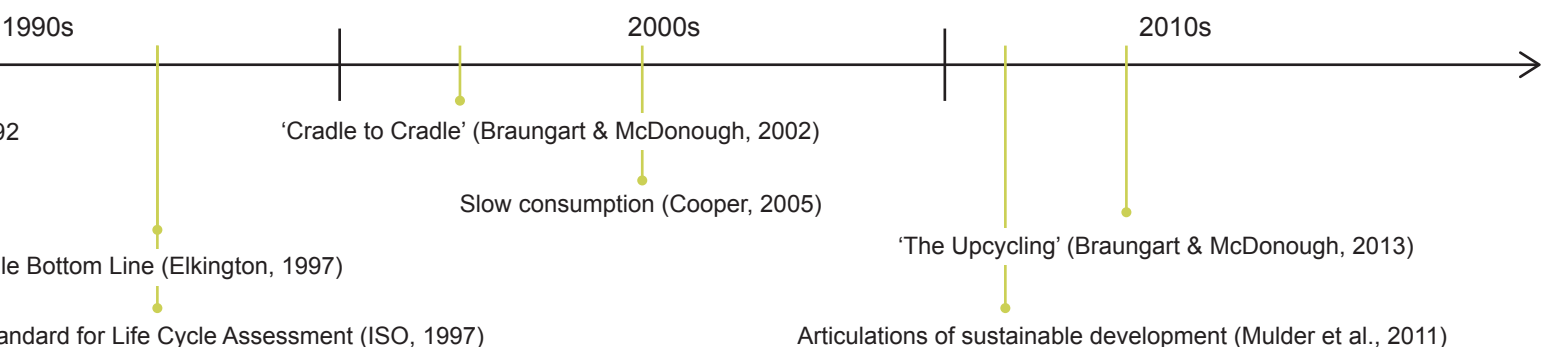 1990s 2000s 2010s
92 ‘Cradle to Cradle’ (Braungart & McDonough, 2002)
Slow consumption (Cooper, 2005)
‘The Upcycling’ (Braungart & McDonough, 2013)
le Bottom Line (Elkington, 1997)
andard for Life Cycle Assessment (ISO, 1997) Articulations of sustainable development (Mulder et al., 2011)